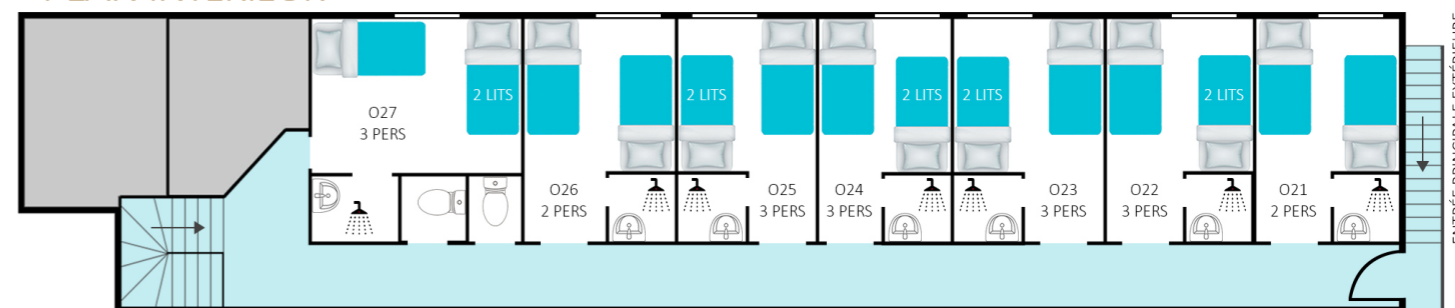 2 LITS
O27
3 PERS
O26
2 PERS
2 LITS
O25
3 PERS
O24
3 PERS
2 LITS
2 LITS
O23
3 PERS
O22
3 PERS
2 LITS
O21
2 PERS